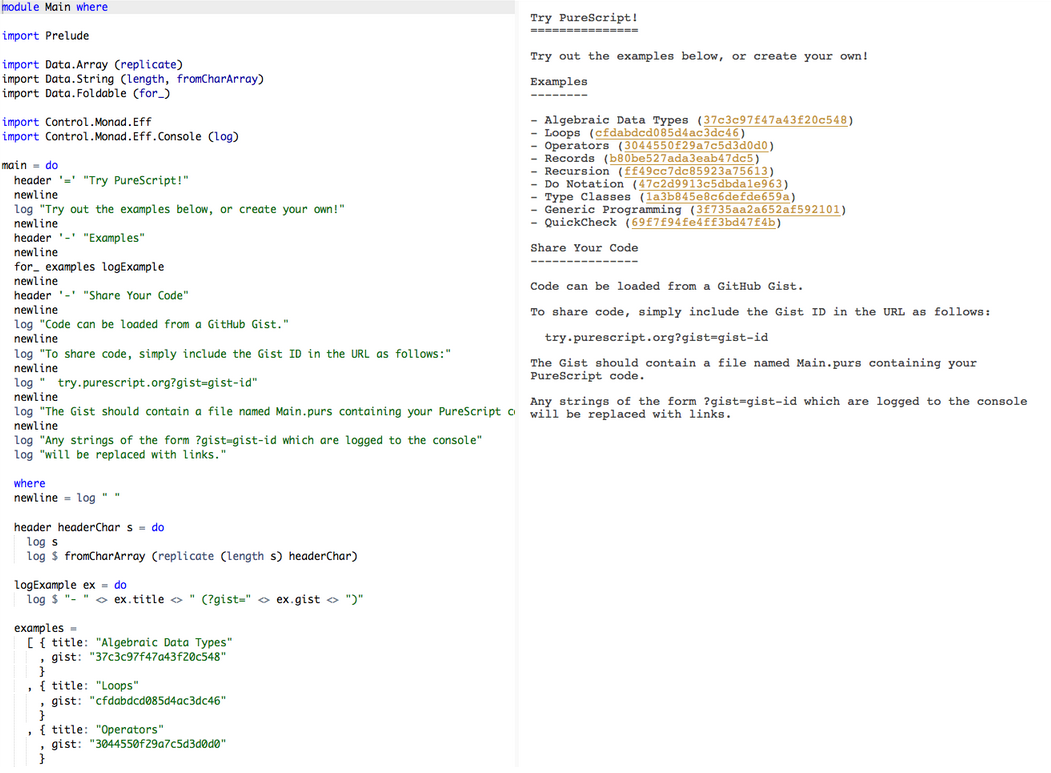 module Main where
import Prelude
import Data.Array (replicate)
import Data.String (length, fromCharArray)
import Data.Foldable (for_)
import Control.Monad.Eff
import Control.Monad.Eff.Console (log)
main = do
  header '=' "Try PureScript!"
  newline
  log "Try out the examples below, or create your own!"
  newline
  header '-' "Examples"
  newline
  for_ examples logExample
  newline
  header '-' "Share Your Code"
  newline
  log "Code can be loaded from a GitHub Gist."
  newline
  log "To share code, simply include the Gist ID in the URL as follows:"
  newline
  log "  try.purescript.org?gist=gist-id"
  newline
  log "The Gist should contain a file named Main.purs containing your PureScript co
  newline
  log "Any strings of the form ?gist=gist-id which are logged to the console"
  log "will be replaced with links."
  where
  newline = log " "
  header headerChar s = do
    log s
    log $ fromCharArray (replicate (length s) headerChar)
  logExample ex = do
    log $ "- " <> ex.title <> " (?gist=" <> ex.gist <> ")"
  examples =
    [ { title: "Algebraic Data Types"
      , gist: "37c3c97f47a43f20c548"
      }
    , { title: "Loops"
      , gist: "cfdabdcd085d4ac3dc46"
      }
    , { title: "Operators"
      , gist: "3044550f29a7c5d3d0d0"
      }
Try PureScript!
===============
Try out the examples below, or create your own!
Examples
--------
- Algebraic Data Types (37c3c97f47a43f20c548)
- Loops (cfdabdcd085d4ac3dc46)
- Operators (3044550f29a7c5d3d0d0)
- Records (b80be527ada3eab47dc5)
- Recursion (ff49cc7dc85923a75613)
- Do Notation (47c2d9913c5dbda1e963)
- Type Classes (1a3b845e8c6defde659a)
- Generic Programming (3f735aa2a652af592101)
- QuickCheck (69f7f94fe4ff3bd47f4b)
Share Your Code
---------------
Code can be loaded from a GitHub Gist.
To share code, simply include the Gist ID in the URL as follows:
  try.purescript.org?gist=gist-id
The Gist should contain a file named Main.purs containing your
PureScript code.
Any strings of the form ?gist=gist-id which are logged to the console
will be replaced with links.